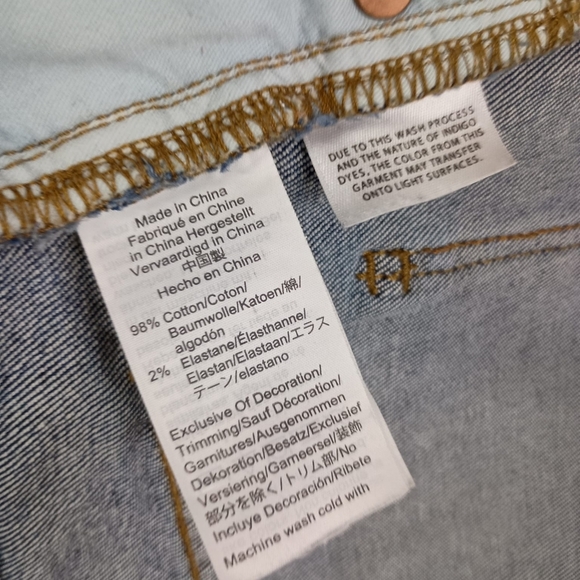 Made in China
Fabriqué en Chine
in China Hergestellt
Vervaardigd in China
中国製
Hecho en China
98% Cotton/Coton/
Baumwolle/Katoen/綿/
algodón
2% Elastane/Élasthanne/
Elastan/Elastaan/エラス
テーン/elastano
Exclusive Of Decoration/
Trimming/Sauf Décoration/
Garnitures/Ausgenommen
Dekoration/Besatz/Exclusief
Versiering/Gameersel/装飾
部分を除く/トリム部/No
Incluye Decoración/Ribete
Machine wash cold with
DUE TO THIS WASH PROCESS
AND THE NATURE OF INDIGO
DYES, THE COLOR FROM THIS
GARMENT MAY TRANSFER
ONTO LIGHT SURFACES.